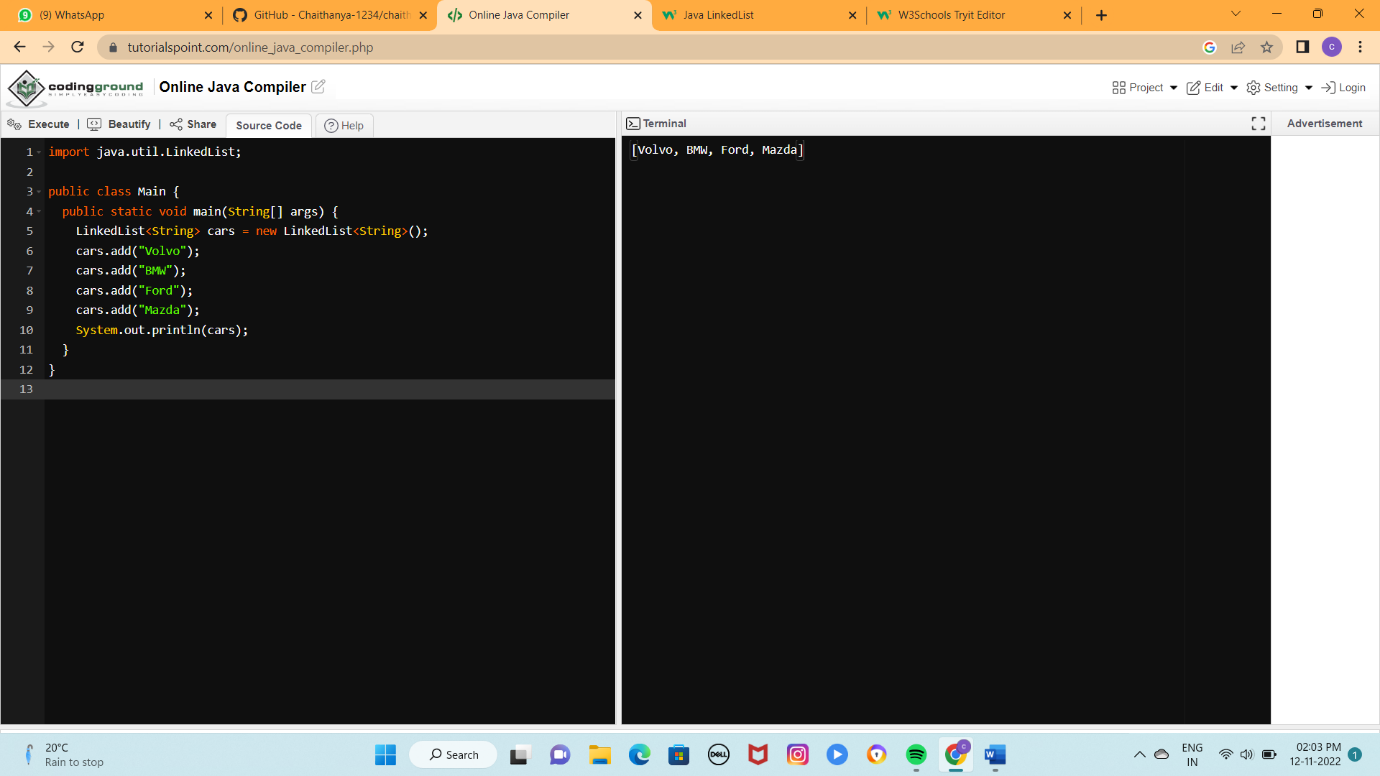 (9) WhatsApp
GitHub - Chaithanya-1234/chaith
Online Java Compiler
Java LinkedList
W3Schools Tryit Editor
tutorialspoint.com/online_java_compiler.php
codingground
SIMPLYEASYCODING
Online Java Compiler
Project
Edit
Setting
Login
Execute | Beautify | Share
Source Code
Help
Terminal
Advertisement
1 import java.util.LinkedList;
2
3 public class Main {
4 public static void main(String[] args) {
5 LinkedList<String> cars = new LinkedList<String>();
6 cars.add("Volvo");
7 cars.add("BMW");
8 cars.add("Ford");
9 cars.add("Mazda");
10 System.out.println(cars);
11 }
12 }
13
[Volvo, BMW, Ford, Mazda]
20°C
Rain to stop
Search
DELL
ENG
IN
02:03 PM
12-11-2022
1